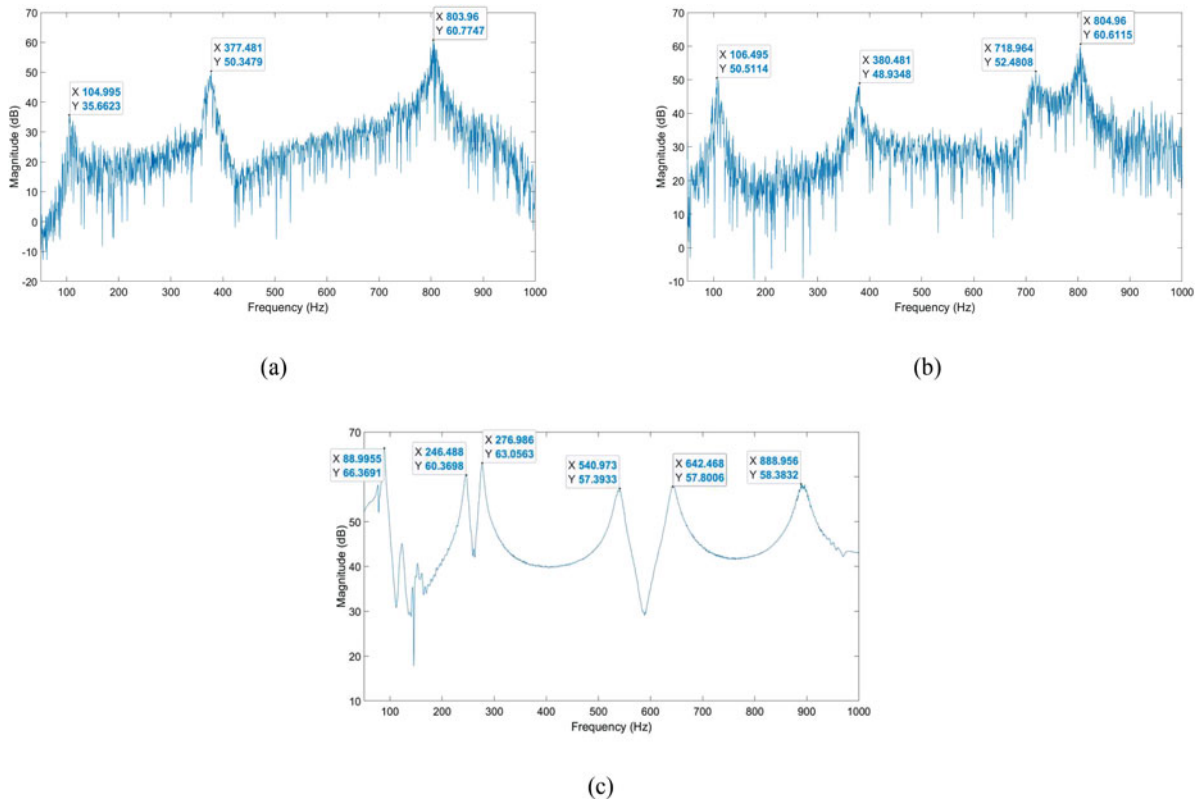 X 803.96
Y 60.7747
X 377.481
Y 50.3479
X 104.995
Y 35.6623
70
60
50
40
30
20
10
0
-10
-20
Magnitude (dB)
100 200 300 400 500 600 700 800 900 1000
Frequency (Hz)
(a)
X 804.96
Y 60.6115
X 718.964
Y 52.4808
X 106.495
Y 50.5114
X 380.481
Y 48.9348
70
60
50
40
30
20
10
0
-10
Magnitude (dB)
100 200 300 400 500 600 700 800 900 1000
Frequency (Hz)
(b)
X 88.9955
Y 66.3691
X 246.488
Y 60.3698
X 276.986
Y 63.0563
X 540.973
Y 57.3933
X 642.468
Y 57.8006
X 888.956
Y 58.3832
70
60
50
40
30
20
10
Magnitude (dB)
100 200 300 400 500 600 700 800 900 1000
Frequency (Hz)
(c)